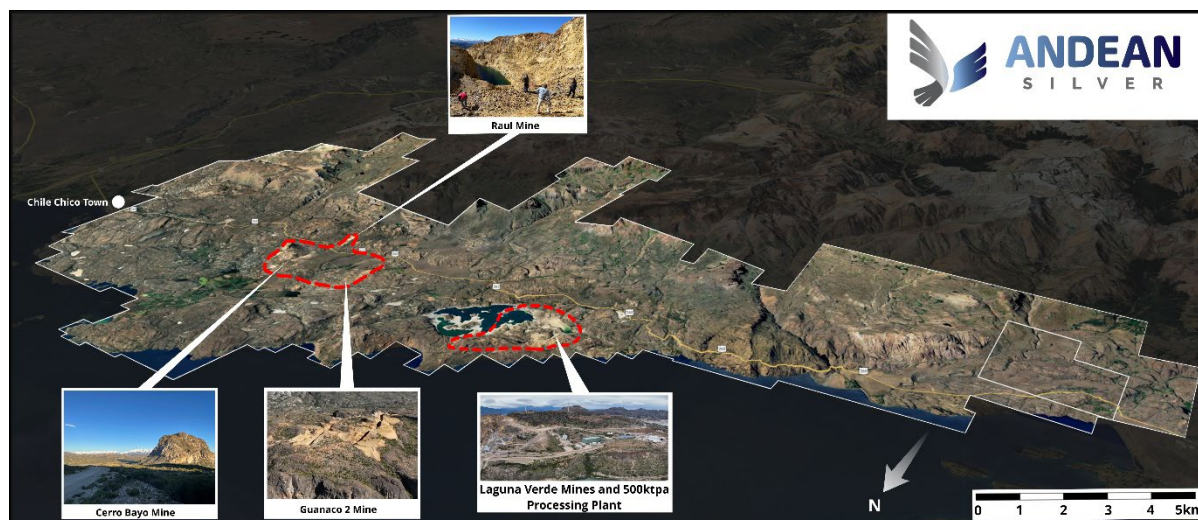 ANDEAN
SILVER
Raul Mine
Chile Chico Town
Cerro Bayo Mine
Guanaco 2 Mine
Laguna Verde Mines and 500ktpa
Processing Plant
N
0 1 2 3 4 5km